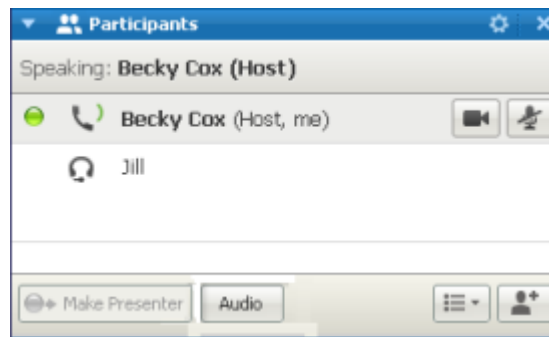 Participants
Speaking: Becky Cox (Host)
Becky Cox (Host, me)
Jill
Make Presenter Audio